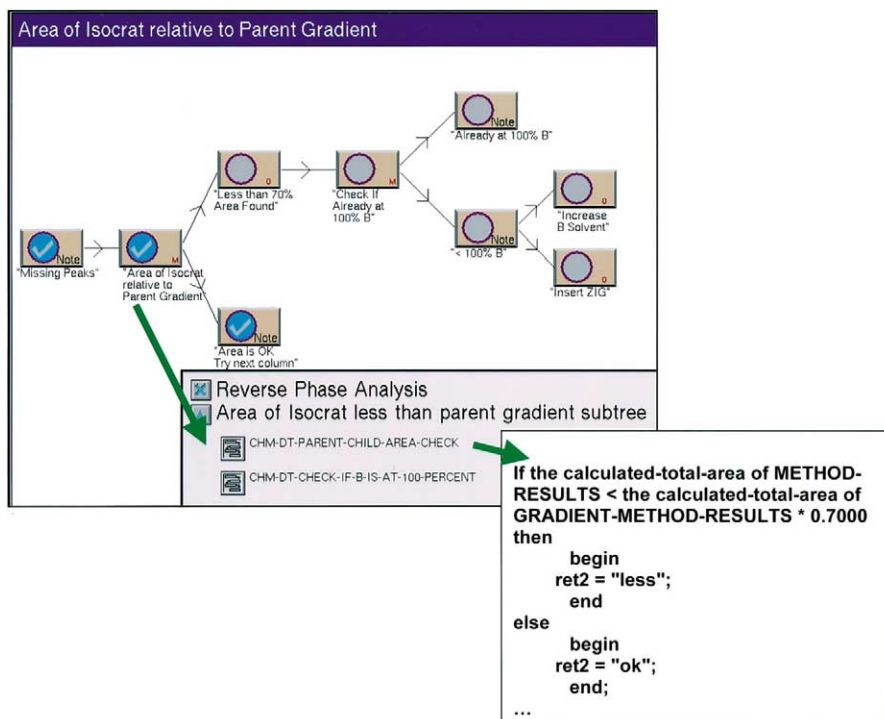 Area of Isocrat relative to Parent Gradient
Note
"Already at 100% B"
O
"Less than 70%
Area Found"
M
"Check If
Already at
100% B"
O
"Increase
B Solvent"
Note
"< 100% B"
O
"Insert ZIG"
Note
"Missing Peaks"
M
"Area of Isocrat
relative to
Parent Gradient"
Note
"Area is OK
Try next column"
Reverse Phase Analysis
Area of Isocrat less than parent gradient subtree
CHM-DT-PARENT-CHILD-AREA-CHECK
CHM-DT-CHECK-IF-B-IS-AT-100-PERCENT
If the calculated-total-area of METHOD-
RESULTS < the calculated-total-area of
GRADIENT-METHOD-RESULTS * 0.7000
then
begin
ret2 = "less";
end
else
begin
ret2 = "ok";
end;
...